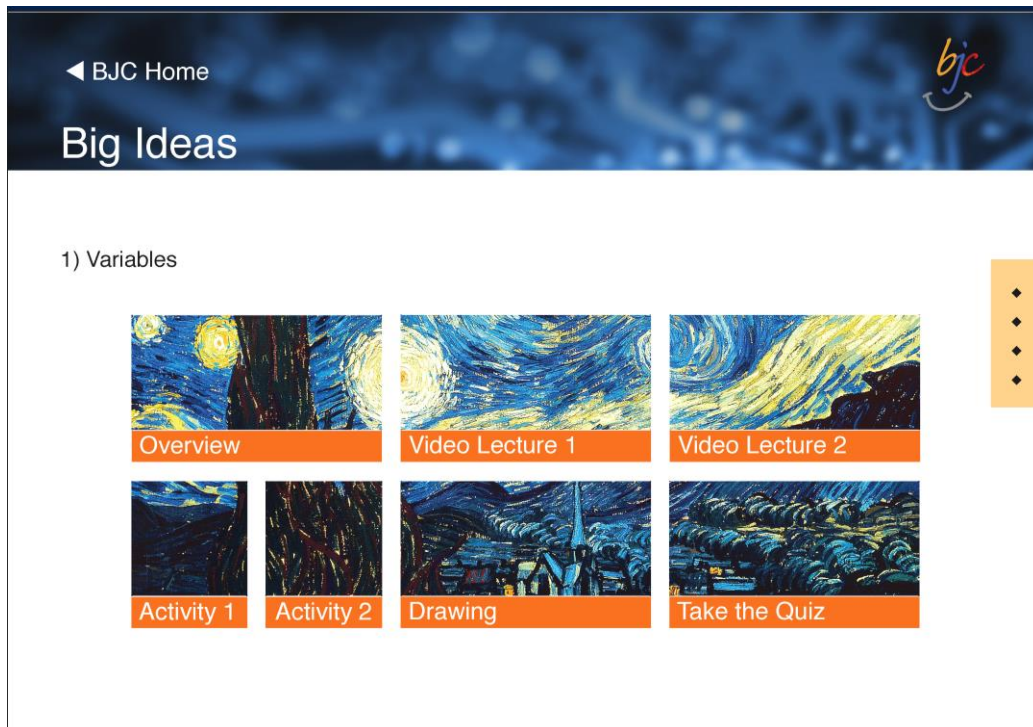 ◀ BJC Home
bjc
Big Ideas
1) Variables
Overview
Video Lecture 1
Video Lecture 2
Activity 1
Activity 2
Drawing
Take the Quiz